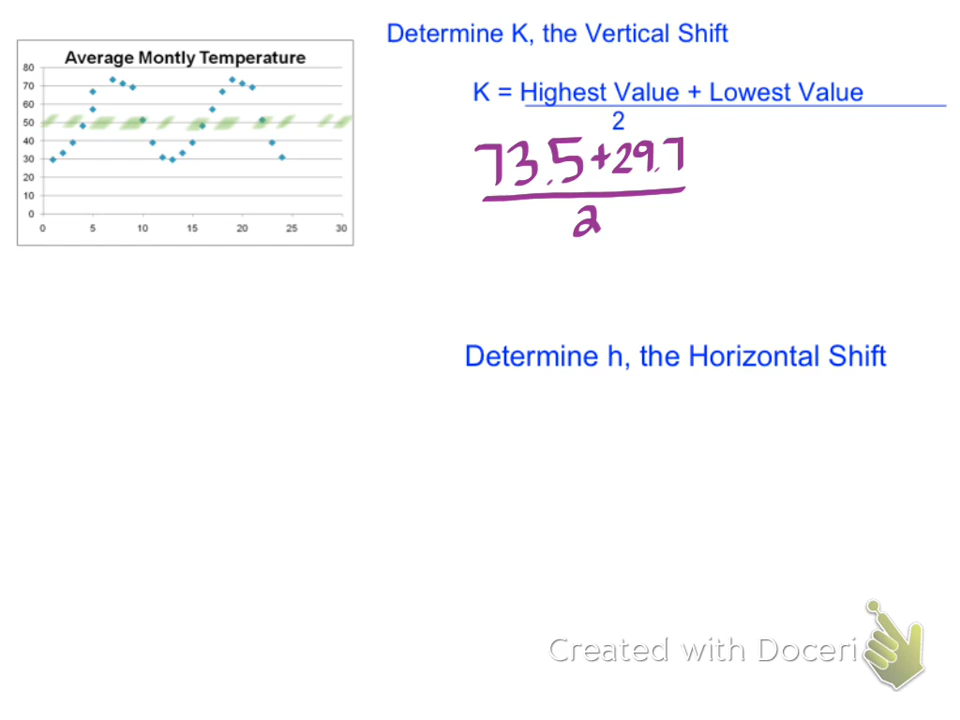 Determine K, the Vertical Shift
Average Montly Temperature
80
70
60
50
40
30
20
10
0
0 5 10 15 20 25 30
K = Highest Value + Lowest Value
2
73.5+29.7
2
Determine h, the Horizontal Shift
Created with Doceri